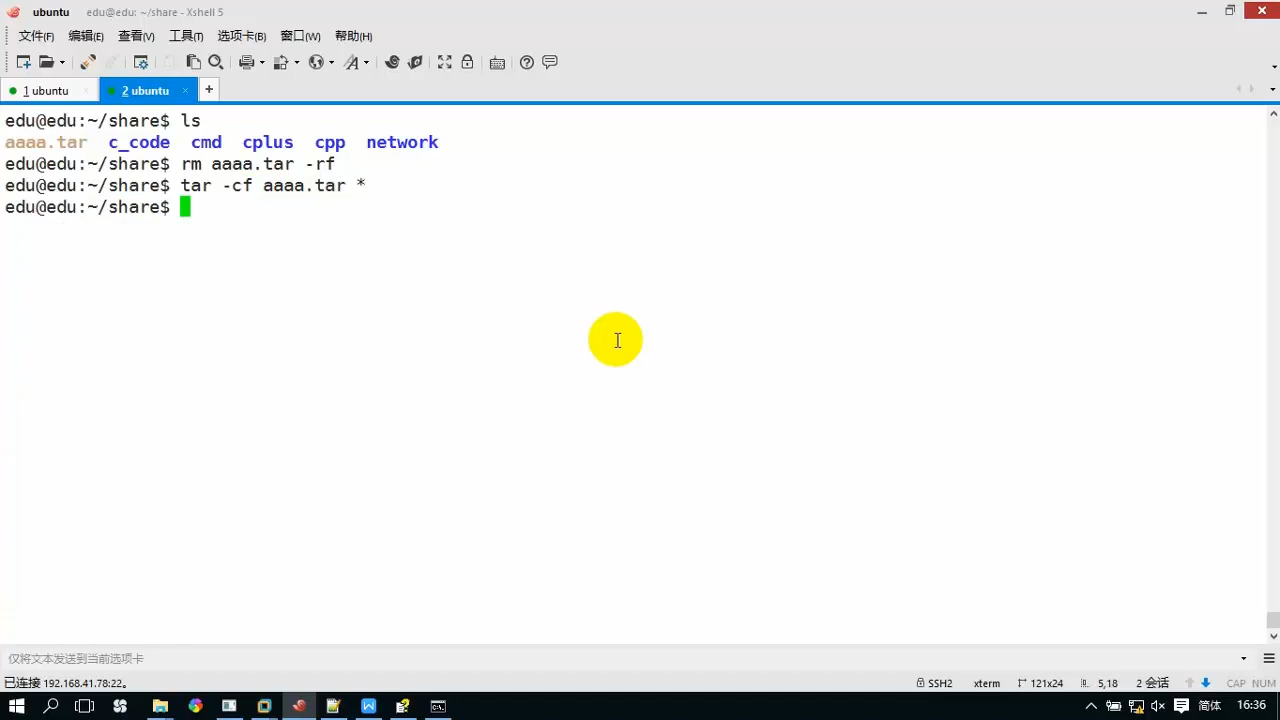 ubuntu edu@edu: ~/share - Xshell 5
文件(F) 编辑(E) 查看(V) 工具(T) 选项卡(B) 窗口(W) 帮助(H)
1 ubuntu 2 ubuntu
edu@edu:~/share$ ls
aaaa.tar c_code cmd cplus cpp network
edu@edu:~/share$ rm aaaa.tar -rf
edu@edu:~/share$ tar -cf aaaa.tar *
edu@edu:~/share$
仅将文本发送到当前选项卡
已连接 192.168.41.78:22。 SSH2 xterm 121x24 5,18 2 会话 CAP NUM
简体 16:36